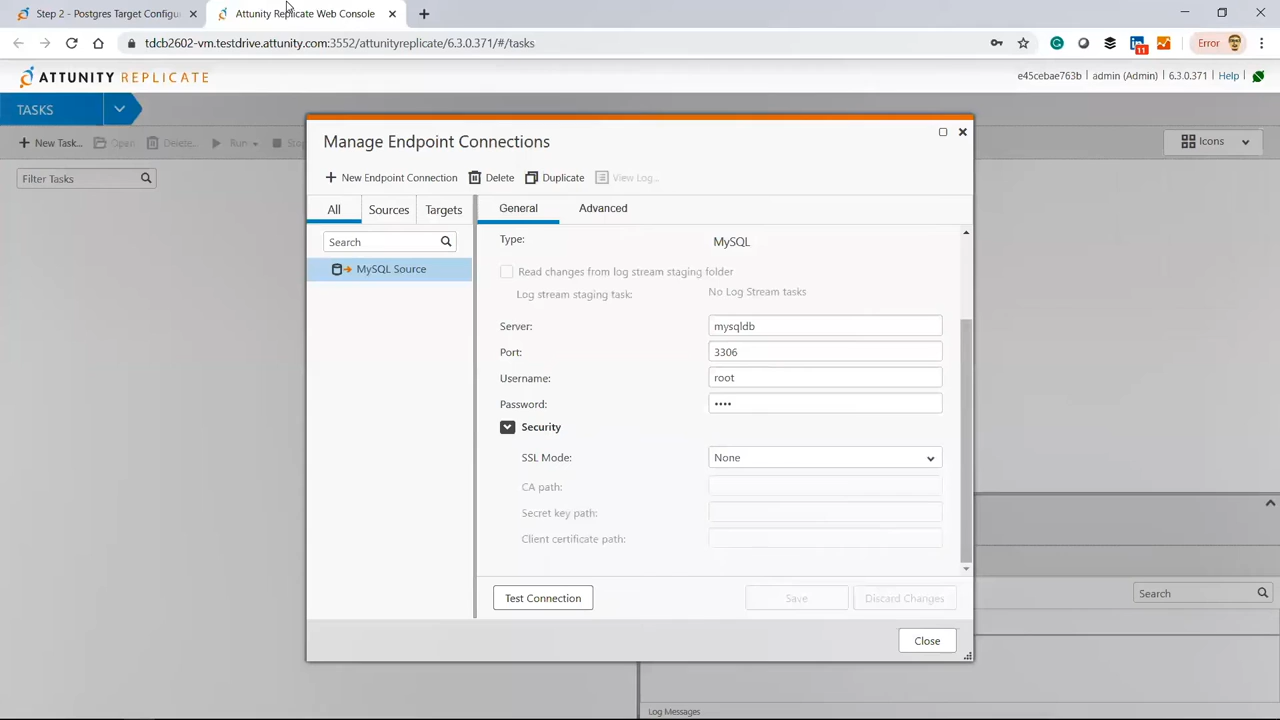 Step 2 - Postgres Target Configu
Attunity Replicate Web Console
tdcb2602-vm.testdrive.attunity.com:3552/attunityreplicate/6.3.0.371/#/tasks
11
Error
ATTUNITY REPLICATE
e45cebae763b
admin (Admin)
6.3.0.371
Help
TASKS
New Task...
Open
Delete...
Run
Stop
Icons
Filter Tasks
Manage Endpoint Connections
New Endpoint Connection
Delete
Duplicate
View Log...
All
Sources
Targets
Search
MySQL Source
General
Advanced
Type: MySQL
Read changes from log stream staging folder
Log stream staging task: No Log Stream tasks
Server: mysqldb
Port: 3306
Username: root
Password: ••••
Security
SSL Mode: None
CA path:
Secret key path:
Client certificate path:
Test Connection
Save
Discard Changes
Close
Search
Log Messages